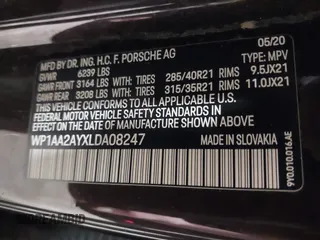 MFD. BY DR. ING. H.C. F. PORSCHE AG 05/20
GVWR 6239 LBS TYPE: MPV
GAWR FRONT 3164 LBS WITH TIRES 285/40R21 RIMS 9.5JX21
GAWR REAR 3208 LBS WITH TIRES 315/35R21 RIMS 11.0JX21
THIS VEHICLE CONFORMS TO ALL APPLICABLE
FEDERAL MOTOR VEHICLE SAFETY AND THEFT
PREVENTION STANDARDS IN EFFECT ON THE
DATE OF MANUFACTURE SHOWN ABOVE.
WP1AA2AYXLDA08247 MADE IN SLOVAKIA
9Y0.010.016.AE